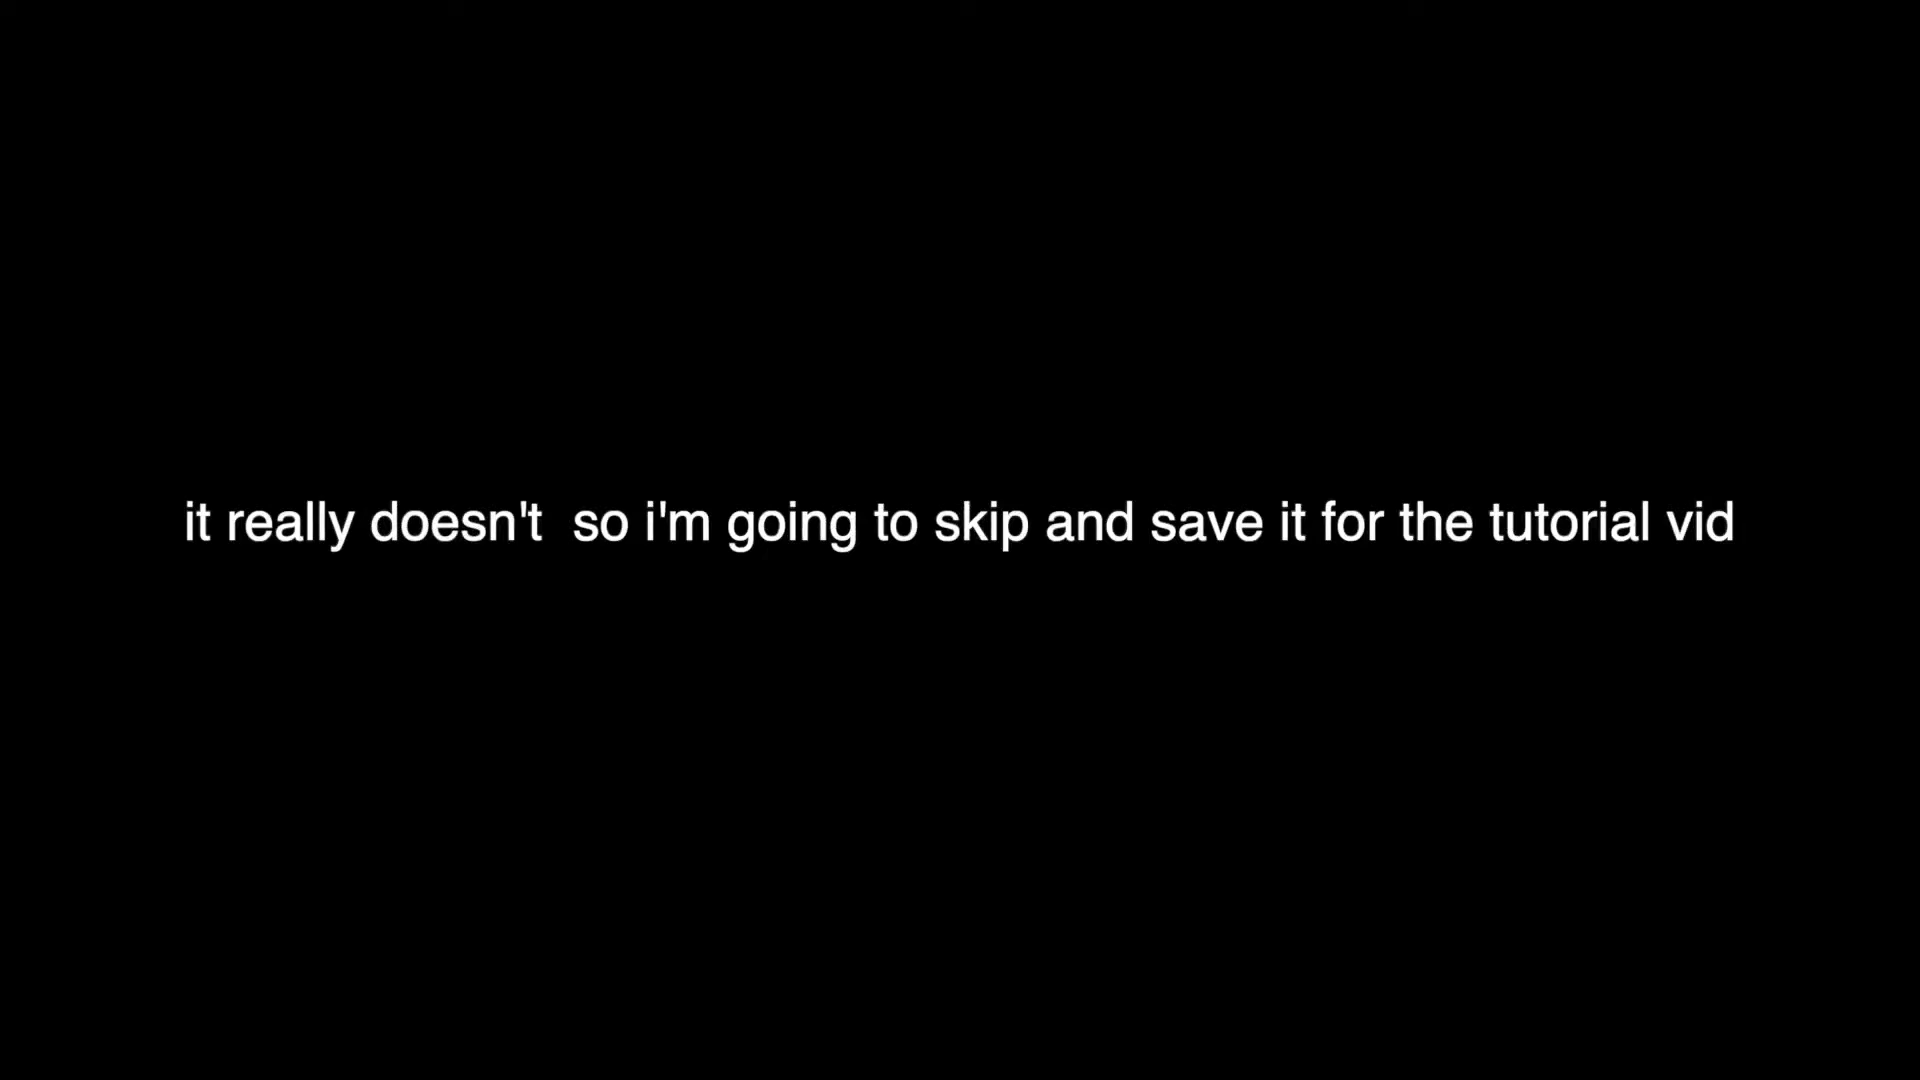 it really doesn't  so i'm going to skip and save it for the tutorial vid